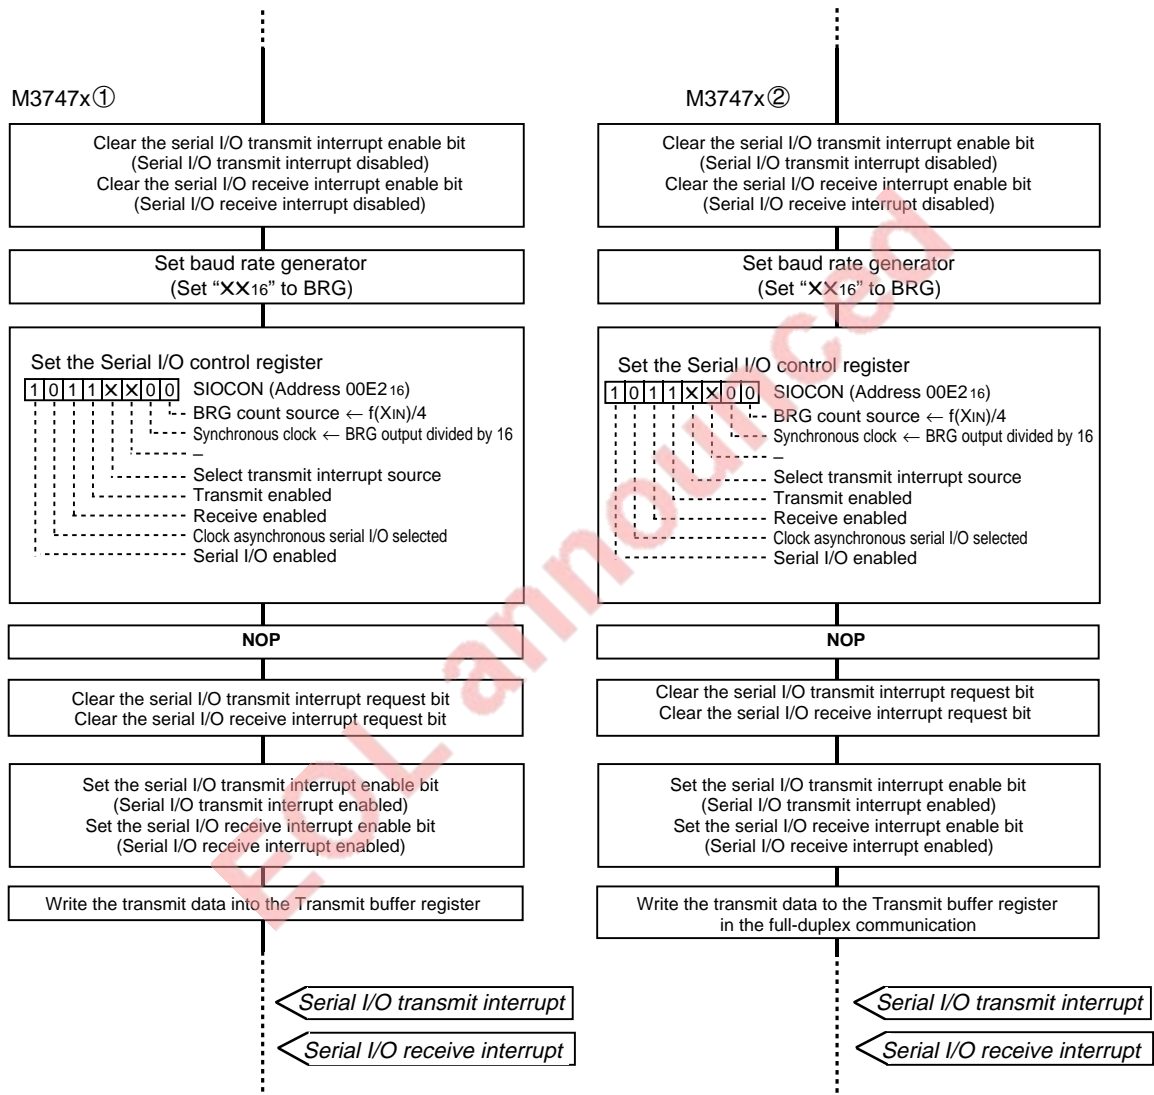 M3747x①
Clear the serial I/O transmit interrupt enable bit
(Serial I/O transmit interrupt disabled)
Clear the serial I/O receive interrupt enable bit
(Serial I/O receive interrupt disabled)
Set baud rate generator
(Set “XX16” to BRG)
Set the Serial I/O control register
1 0 1 1 X X 0 0 SIOCON (Address 00E216)
BRG count source ← f(XIN)/4
Synchronous clock ← BRG output divided by 16
–
Select transmit interrupt source
Transmit enabled
Receive enabled
Clock asynchronous serial I/O selected
Serial I/O enabled
NOP
Clear the serial I/O transmit interrupt request bit
Clear the serial I/O receive interrupt request bit
Set the serial I/O transmit interrupt enable bit
(Serial I/O transmit interrupt enabled)
Set the serial I/O receive interrupt enable bit
(Serial I/O receive interrupt enabled)
Write the transmit data into the Transmit buffer register
Serial I/O transmit interrupt
Serial I/O receive interrupt
M3747x②
Clear the serial I/O transmit interrupt enable bit
(Serial I/O transmit interrupt disabled)
Clear the serial I/O receive interrupt enable bit
(Serial I/O receive interrupt disabled)
Set baud rate generator
(Set “XX16” to BRG)
Set the Serial I/O control register
1 0 1 1 X X 0 0 SIOCON (Address 00E216)
BRG count source ← f(XIN)/4
Synchronous clock ← BRG output divided by 16
–
Select transmit interrupt source
Transmit enabled
Receive enabled
Clock asynchronous serial I/O selected
Serial I/O enabled
NOP
Clear the serial I/O transmit interrupt request bit
Clear the serial I/O receive interrupt request bit
Set the serial I/O transmit interrupt enable bit
(Serial I/O transmit interrupt enabled)
Set the serial I/O receive interrupt enable bit
(Serial I/O receive interrupt enabled)
Write the transmit data to the Transmit buffer register
in the full-duplex communication
Serial I/O transmit interrupt
Serial I/O receive interrupt
EOL announced